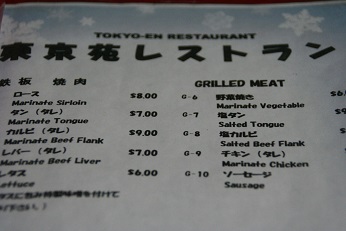 TOKYO-EN RESTAURANT
東京苑レストラン
鉄板 焼肉
ロース $8.00
Marinate Sirloin
タン (タレ) $7.00
Marinate Tongue
カルビ (タレ) $9.00
Marinate Beef Flank
レバー (タレ) $7.00
Marinate Beef Liver
レタス $6.00
Lettuce
GRILLED MEAT
G-6 野菜焼き
Marinate Vegetable
G-7 塩タン
Salted Tongue
G-8 塩カルビ
Salted Beef Flank
G-9 チキン (タレ)
Marinate Chicken
G-10 ソーセージ
Sausage